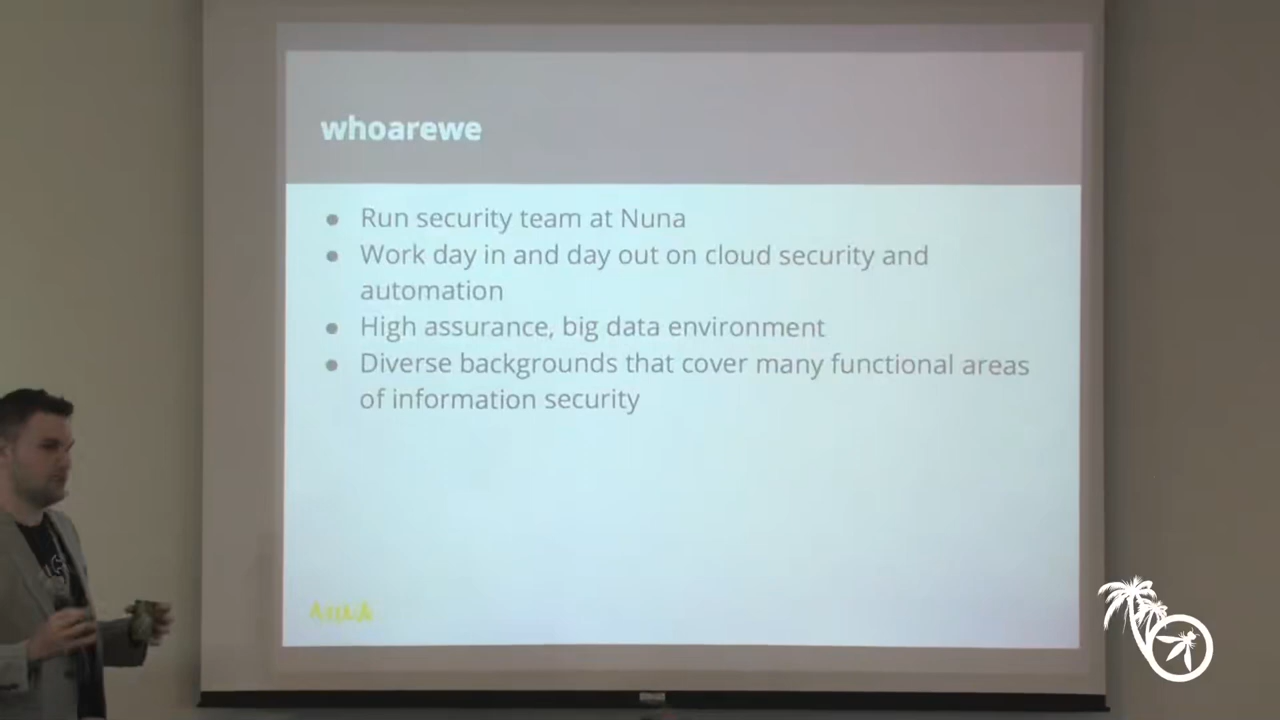 whoarewe
● Run security team at Nuna
● Work day in and day out on cloud security and
automation
● High assurance, big data environment
● Diverse backgrounds that cover many functional areas
of information security